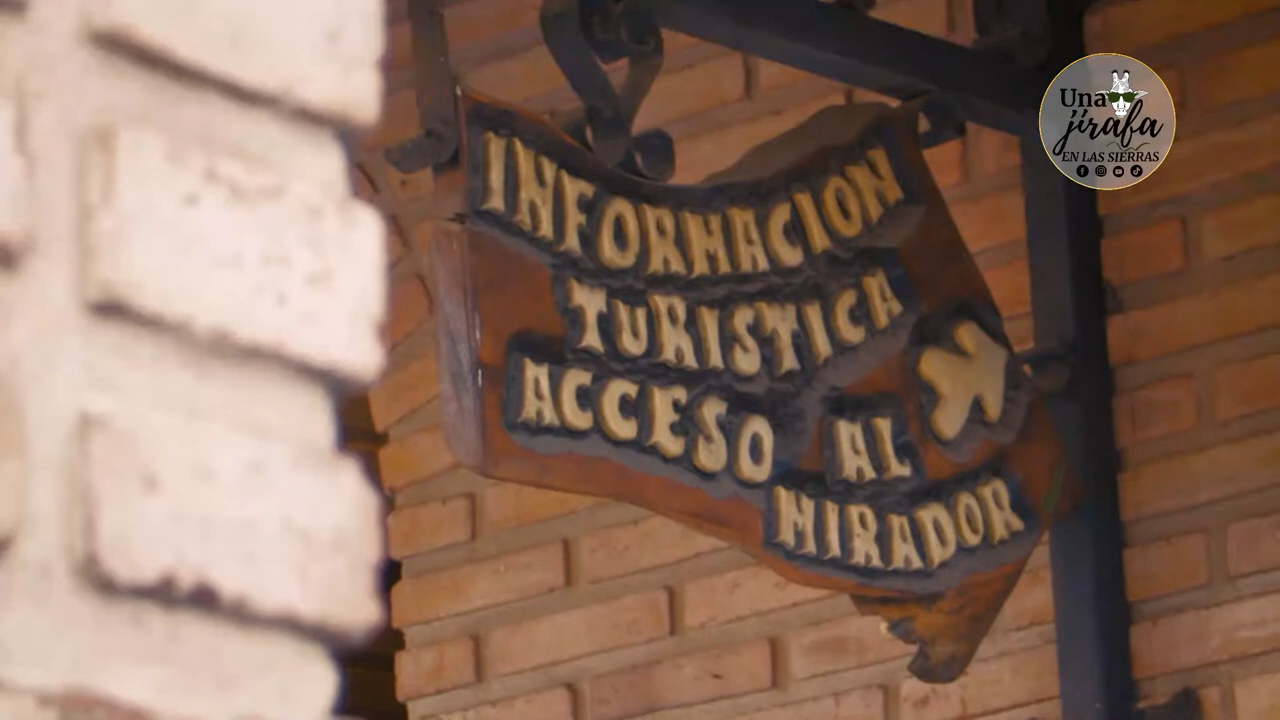 INFORMACION
TURISTICA
ACCESO AL
MIRADOR
Una
jirafa
EN LAS SIERRAS